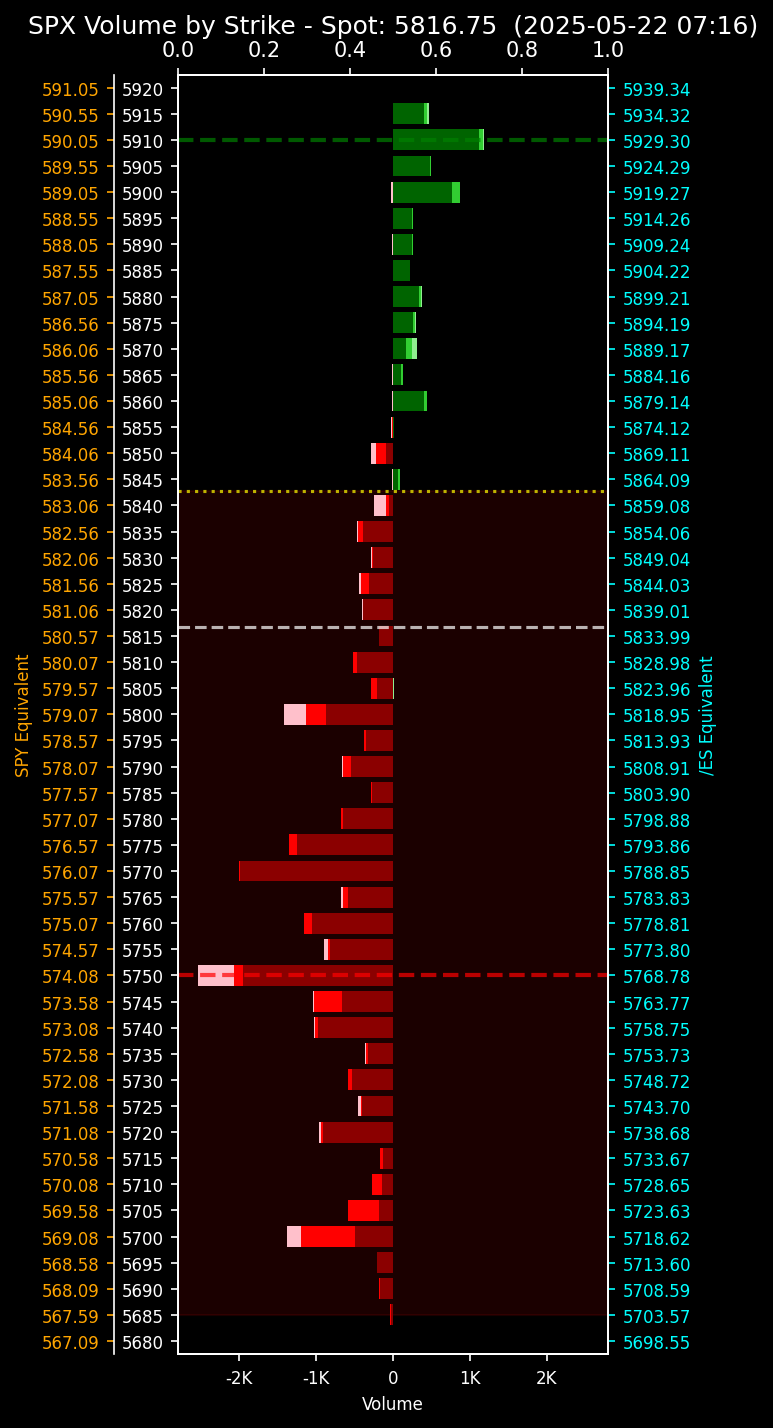 SPX Volume by Strike - Spot: 5816.75 (2025-05-22 07:16)
0.0 0.2 0.4 0.6 0.8 1.0
591.05 5920 5939.34
590.55 5915 5934.32
590.05 5910 5929.30
589.55 5905 5924.29
589.05 5900 5919.27
588.55 5895 5914.26
588.05 5890 5909.24
587.55 5885 5904.22
587.05 5880 5899.21
586.56 5875 5894.19
586.06 5870 5889.17
585.56 5865 5884.16
585.06 5860 5879.14
584.56 5855 5874.12
584.06 5850 5869.11
583.56 5845 5864.09
583.06 5840 5859.08
582.56 5835 5854.06
582.06 5830 5849.04
581.56 5825 5844.03
581.06 5820 5839.01
580.57 5815 5833.99
580.07 5810 5828.98
579.57 5805 5823.96
579.07 5800 5818.95
578.57 5795 5813.93
578.07 5790 5808.91
577.57 5785 5803.90
577.07 5780 5798.88
576.57 5775 5793.86
576.07 5770 5788.85
575.57 5765 5783.83
575.07 5760 5778.81
574.57 5755 5773.80
574.08 5750 5768.78
573.58 5745 5763.77
573.08 5740 5758.75
572.58 5735 5753.73
572.08 5730 5748.72
571.58 5725 5743.70
571.08 5720 5738.68
570.58 5715 5733.67
570.08 5710 5728.65
569.58 5705 5723.63
569.08 5700 5718.62
568.58 5695 5713.60
568.09 5690 5708.59
567.59 5685 5703.57
567.09 5680 5698.55
SPY Equivalent
/ES Equivalent
-2K -1K 0 1K 2K
Volume